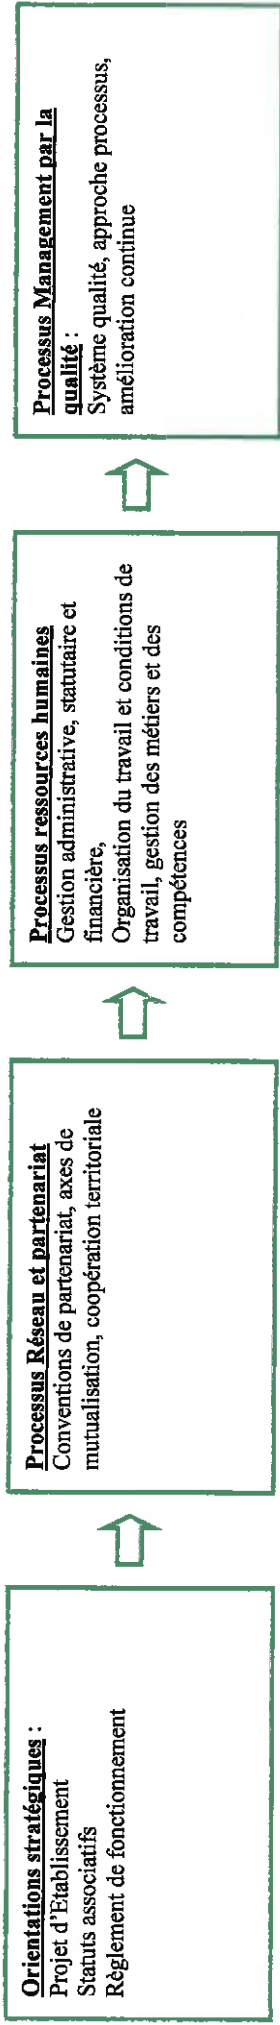 Orientations stratégiques :
Projet d'Etablissement
Statuts associatifs
Règlement de fonctionnement
Processus Réseau et partenariat
Conventions de partenariat, axes de
mutualisation, coopération territoriale
Processus ressources humaines
Gestion administrative, statutaire et
financière,
Organisation du travail et conditions de
travail, gestion des métiers et des
compétences
Processus Management par la
qualité :
Système qualité, approche processus,
amélioration continue